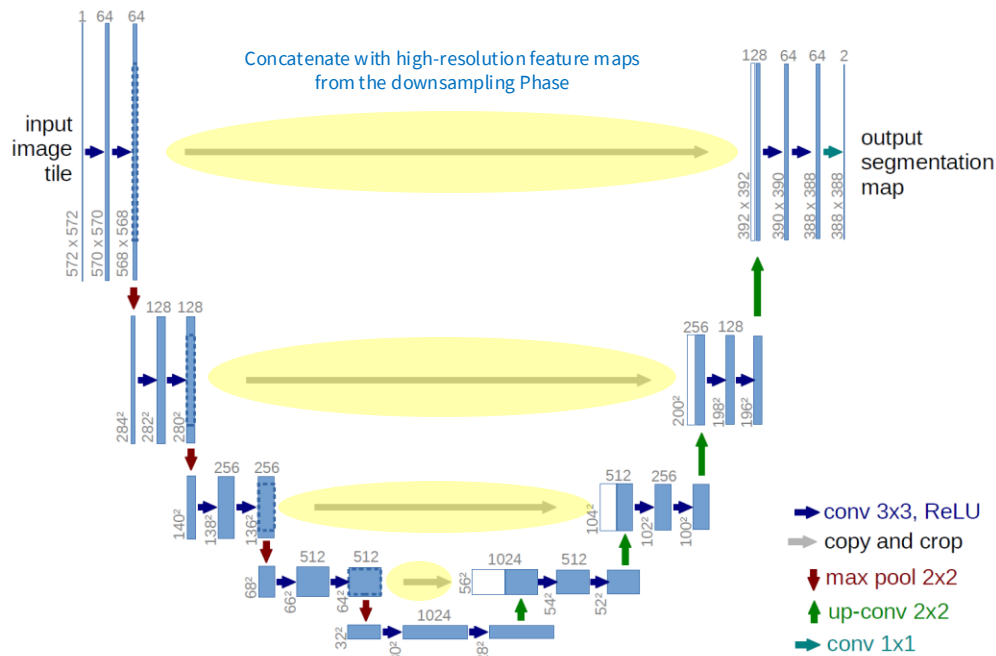 1 64 64
128 64 64 2
Concatenate with high-resolution feature maps
from the downsampling Phase
input
image
tile
output
segmentation
map
572 x 572
570 x 570
568 x 568
392 x 392
390 x 390
388 x 388
388 x 388
128 128
256 128
284²
282²
280²
200²
198²
196²
256 256
512 256
140²
138²
136²
104²
102²
100²
512 512
1024 512
68²
66²
64²
56²
54²
52²
1024
32²
conv 3x3, ReLU
copy and crop
max pool 2x2
up-conv 2x2
conv 1x1